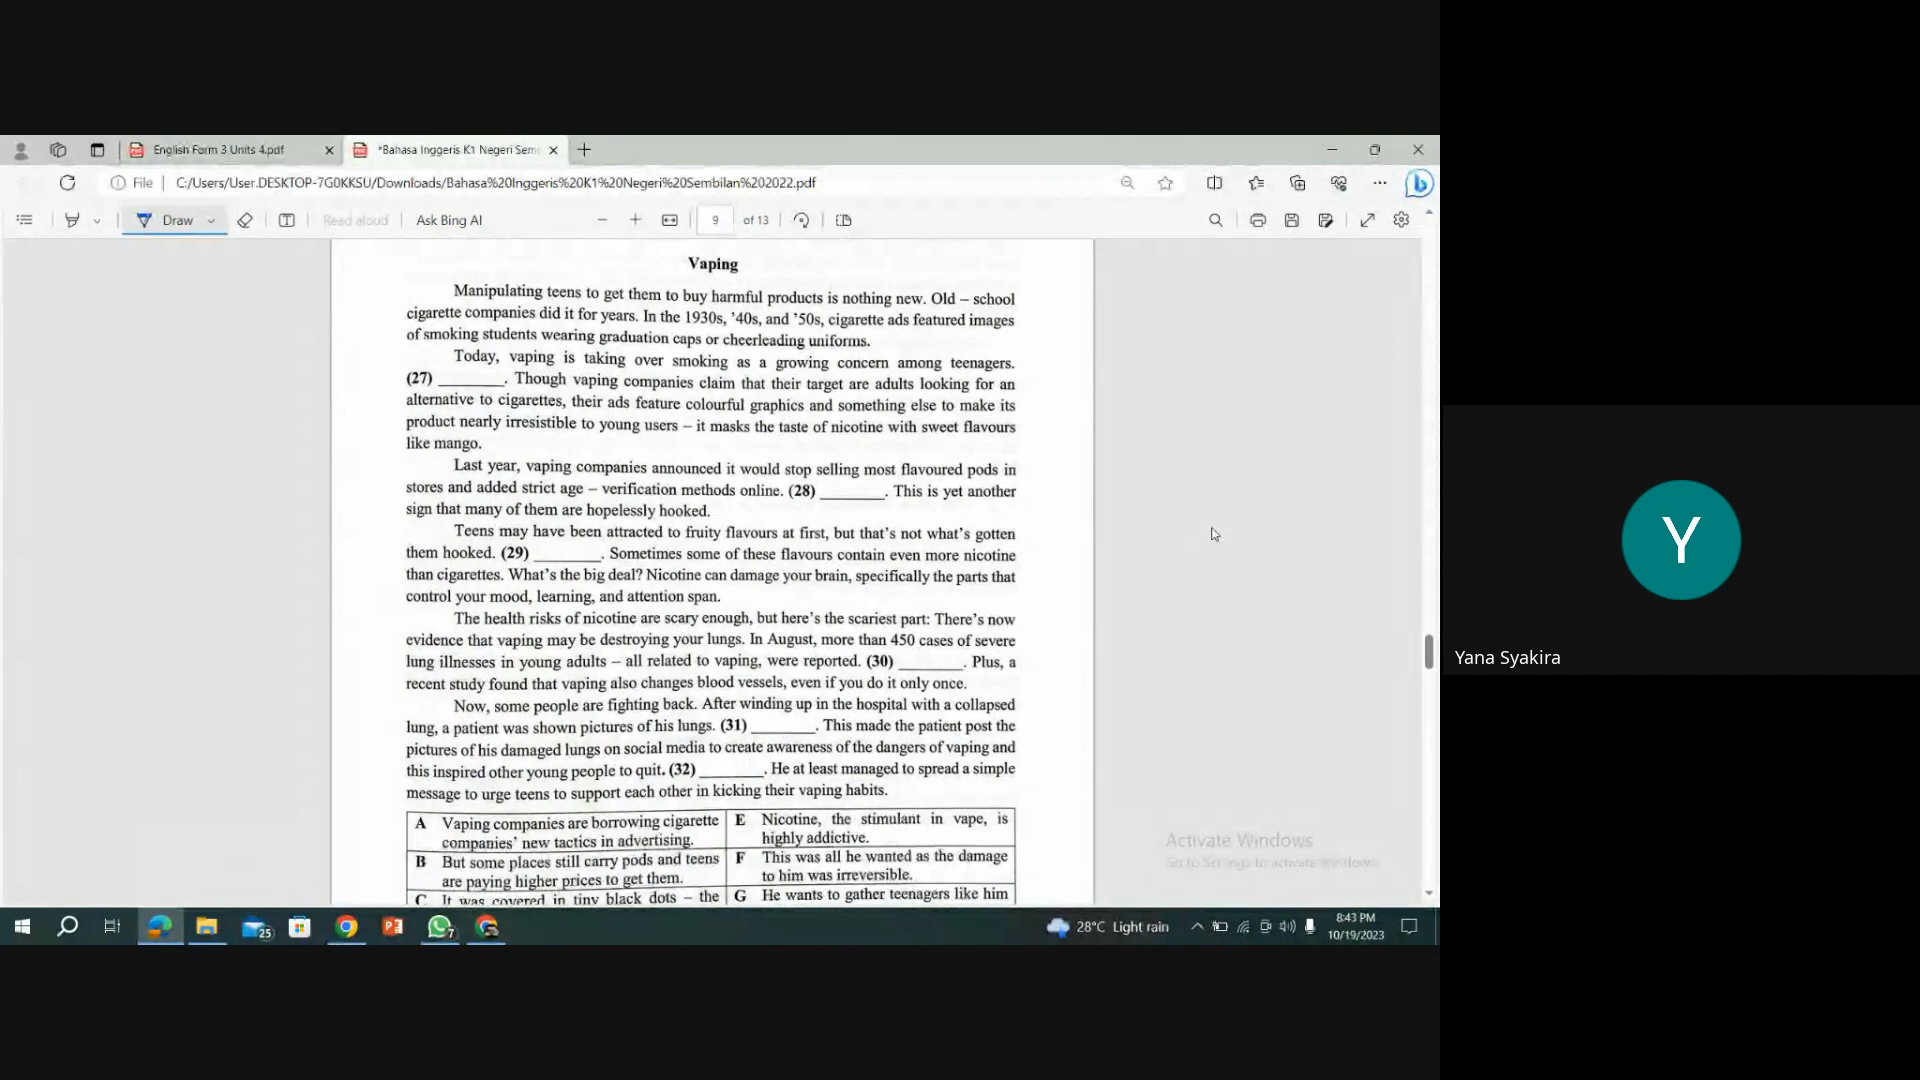 English Form 3 Units 4.pdf
*Bahasa Inggeris K1 Negeri Sem
File
C:/Users/User.DESKTOP-7G0KKSU/Downloads/Bahasa%20Inggeris%20K1%20Negeri%20Sembilan%202022.pdf
Draw
Read aloud
Ask Bing AI
9
of 13
Vaping
Manipulating teens to get them to buy harmful products is nothing new. Old – school
cigarette companies did it for years. In the 1930s, ’40s, and ’50s, cigarette ads featured images
of smoking students wearing graduation caps or cheerleading uniforms.
Today, vaping is taking over smoking as a growing concern among teenagers.
(27) ________. Though vaping companies claim that their target are adults looking for an
alternative to cigarettes, their ads feature colourful graphics and something else to make its
product nearly irresistible to young users – it masks the taste of nicotine with sweet flavours
like mango.
Last year, vaping companies announced it would stop selling most flavoured pods in
stores and added strict age – verification methods online. (28) ________. This is yet another
sign that many of them are hopelessly hooked.
Teens may have been attracted to fruity flavours at first, but that’s not what’s gotten
them hooked. (29) ________. Sometimes some of these flavours contain even more nicotine
than cigarettes. What’s the big deal? Nicotine can damage your brain, specifically the parts that
control your mood, learning, and attention span.
The health risks of nicotine are scary enough, but here’s the scariest part: There’s now
evidence that vaping may be destroying your lungs. In August, more than 450 cases of severe
lung illnesses in young adults – all related to vaping, were reported. (30) ________. Plus, a
recent study found that vaping also changes blood vessels, even if you do it only once.
Now, some people are fighting back. After winding up in the hospital with a collapsed
lung, a patient was shown pictures of his lungs. (31) ________. This made the patient post the
pictures of his damaged lungs on social media to create awareness of the dangers of vaping and
this inspired other young people to quit. (32) ________. He at least managed to spread a simple
message to urge teens to support each other in kicking their vaping habits.
A Vaping companies are borrowing cigarette
companies’ new tactics in advertising.
B But some places still carry pods and teens
are paying higher prices to get them.
C It was covered in tiny black dots – the
E Nicotine, the stimulant in vape, is
highly addictive.
F This was all he wanted as the damage
to him was irreversible.
G He wants to gather teenagers like him
Activate Windows
Go to Settings to activate Windows.
25
7
28°C Light rain
8:43 PM
10/19/2023
Y
Yana Syakira